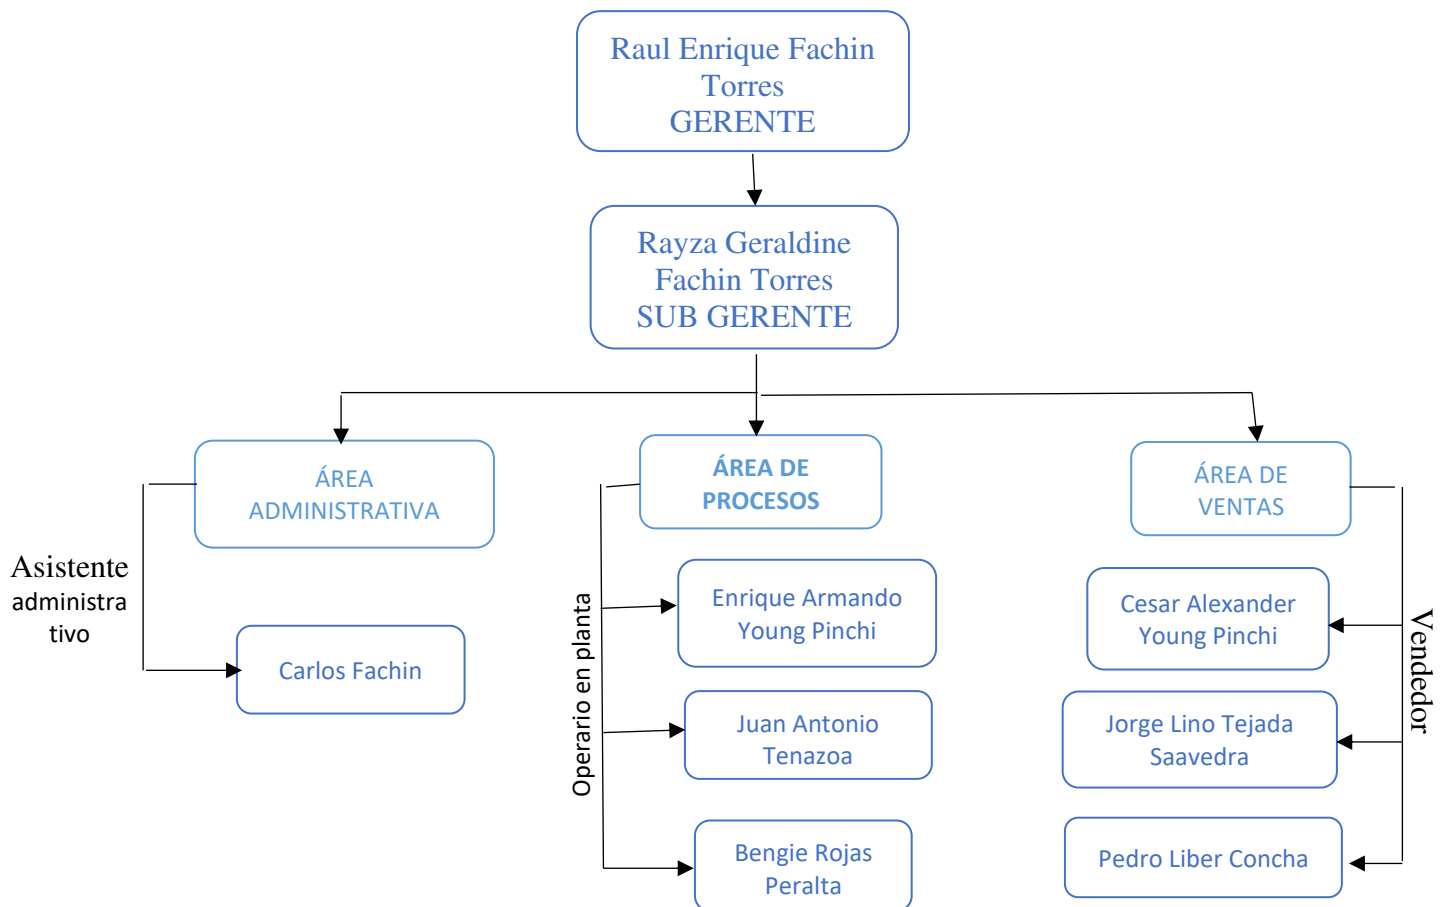 Raul Enrique Fachin
Torres
GERENTE
Rayza Geraldine
Fachin Torres
SUB GERENTE
ÁREA
ADMINISTRATIVA
Asistente
administra
tivo
Carlos Fachin
ÁREA DE
PROCESOS
Operario en planta
Enrique Armando
Young Pinchi
Juan Antonio
Tenazoa
Bengie Rojas
Peralta
ÁREA DE
VENTAS
Cesar Alexander
Young Pinchi
Jorge Lino Tejada
Saavedra
Pedro Liber Concha
Vendedor